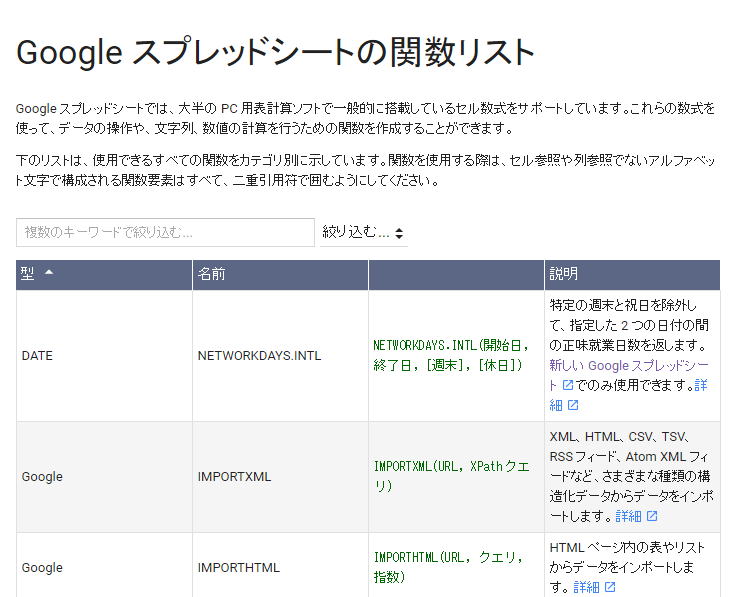 Google スプレッドシートの関数リスト
Google スプレッドシートでは、大半の PC 用表計算ソフトで一般的に搭載しているセル数式をサポートしています。これらの数式を
使って、データの操作や、文字列、数値の計算を行うための関数を作成することができます。
下のリストは、使用できるすべての関数をカテゴリ別に示しています。関数を使用する際は、セル参照や列参照でないアルファベッ
ト文字で構成される関数要素はすべて、二重引用符で囲むようにしてください。
複数のキーワードで絞り込む... 絞り込む...
型 名前 説明
DATE
NETWORKDAYS.INTL
NETWORKDAYS.INTL(開始日,
終了日, [週末], [休日])
特定の週末と祝日を除外し
て、指定した 2 つの日付の間
の正味就業日数を返します。
新しい Google スプレッドシー
トでのみ使用できます。詳
細
Google
IMPORTXML
IMPORTXML(URL, XPathクエ
リ)
XML、HTML、CSV、TSV、
RSS フィード、Atom XML フィ
ードなど、さまざまな種類の構
造化データからデータをインポ
ートします。詳細
Google
IMPORTHTML
IMPORTHTML(URL, クエリ,
指数)
HTML ページ内の表やリスト
からデータをインポートしま
す。詳細